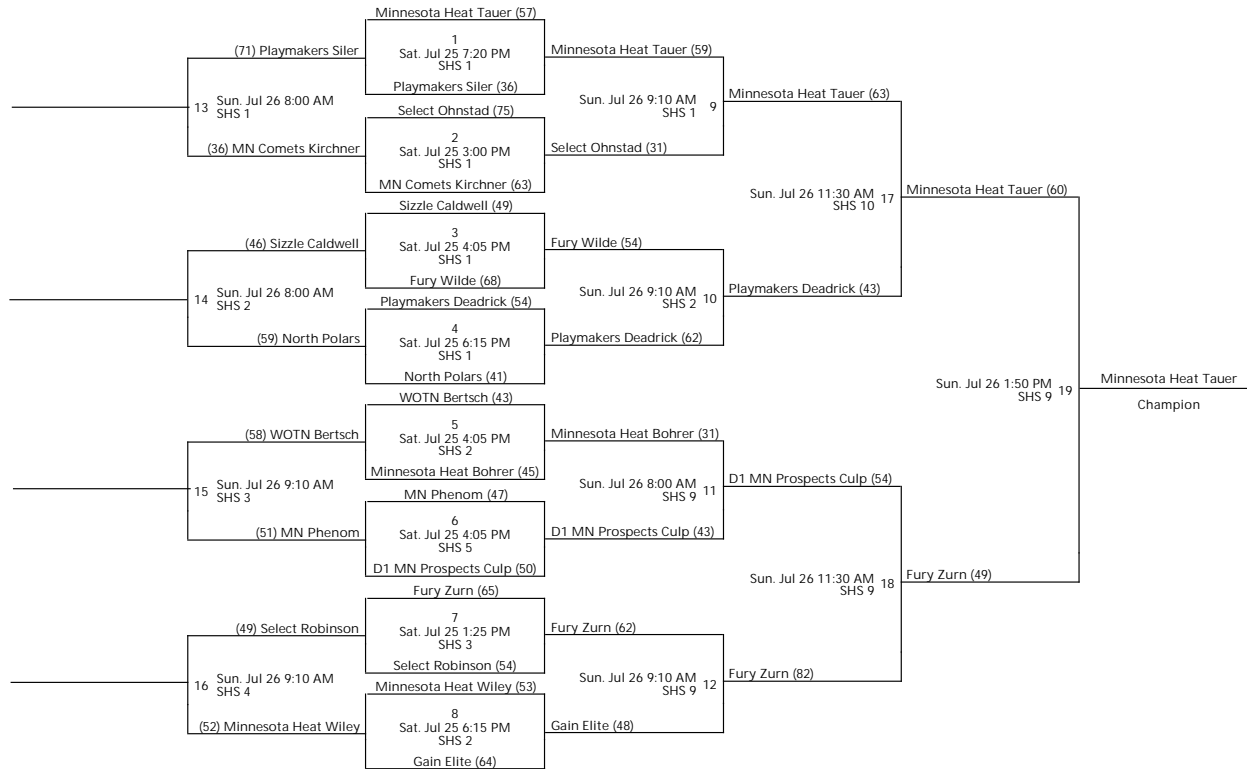 Minnesota Heat Tauer (57)
1
Sat. Jul 25 7:20 PM
SHS 1
Playmakers Siler (36)
Select Ohnstad (75)
2
Sat. Jul 25 3:00 PM
SHS 1
MN Comets Kirchner (63)
Sizzle Caldwell (49)
3
Sat. Jul 25 4:05 PM
SHS 1
Fury Wilde (68)
Playmakers Deadrick (54)
4
Sat. Jul 25 6:15 PM
SHS 1
North Polars (41)
WOTN Bertsch (43)
5
Sat. Jul 25 4:05 PM
SHS 2
Minnesota Heat Bohrer (45)
MN Phenom (47)
6
Sat. Jul 25 4:05 PM
SHS 5
D1 MN Prospects Culp (50)
Fury Zurn (65)
7
Sat. Jul 25 1:25 PM
SHS 3
Select Robinson (54)
Minnesota Heat Wiley (53)
8
Sat. Jul 25 6:15 PM
SHS 2
Gain Elite (64)
(71) Playmakers Siler
13 Sun. Jul 26 8:00 AM
SHS 1
(36) MN Comets Kirchner
(46) Sizzle Caldwell
14 Sun. Jul 26 8:00 AM
SHS 2
(59) North Polars
(58) WOTN Bertsch
15 Sun. Jul 26 9:10 AM
SHS 3
(51) MN Phenom
(49) Select Robinson
16 Sun. Jul 26 9:10 AM
SHS 4
(52) Minnesota Heat Wiley
Minnesota Heat Tauer (59)
Sun. Jul 26 9:10 AM 9
SHS 1
Select Ohnstad (31)
Fury Wilde (54)
Sun. Jul 26 9:10 AM 10
SHS 2
Playmakers Deadrick (62)
Minnesota Heat Bohrer (31)
Sun. Jul 26 8:00 AM 11
SHS 9
D1 MN Prospects Culp (43)
Fury Zurn (62)
Sun. Jul 26 9:10 AM 12
SHS 9
Gain Elite (48)
Minnesota Heat Tauer (63)
Sun. Jul 26 11:30 AM 17
SHS 10
Playmakers Deadrick (43)
D1 MN Prospects Culp (54)
Sun. Jul 26 11:30 AM 18
SHS 9
Fury Zurn (82)
Minnesota Heat Tauer (60)
Sun. Jul 26 1:50 PM 19
SHS 9
Fury Zurn (49)
Minnesota Heat Tauer
Champion